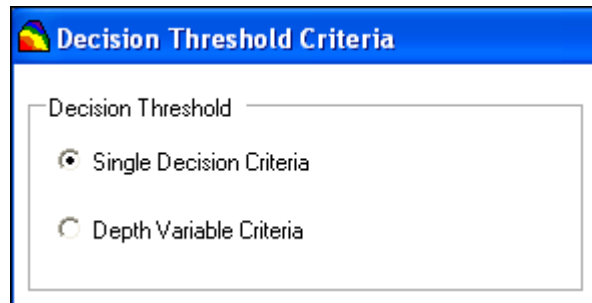 Decision Threshold Criteria
Decision Threshold
Single Decision Criteria
Depth Variable Criteria